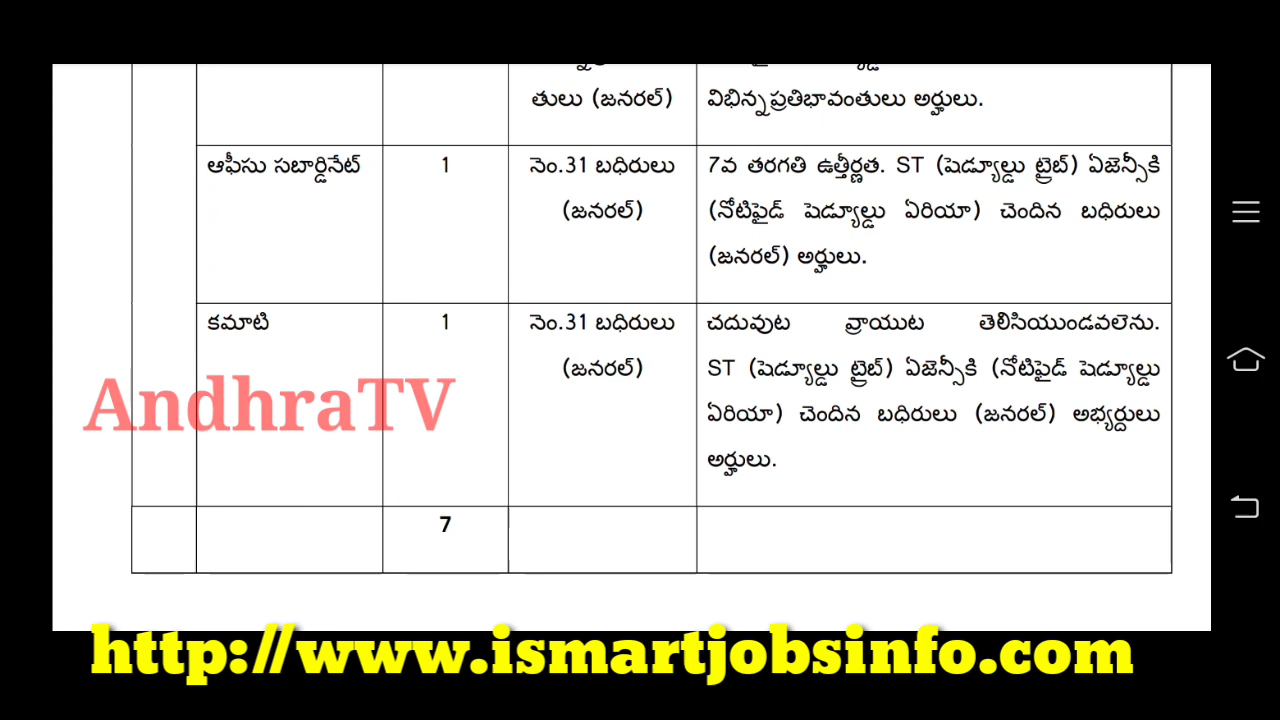 తులు (జనరల్)
విభిన్నప్రతిభావంతులు అర్హులు.
ఆఫీసు సబార్డినేట్
1
నెం.31 బధిరులు
(జనరల్)
7వ తరగతి ఉత్తీర్ణత. ST (షెడ్యూల్డు ట్రైబ్) ఏజెన్సీకి
(నోటిఫైడ్ షెడ్యూల్డు ఏరియా) చెందిన బధిరులు
(జనరల్) అర్హులు.
కమాటి
1
నెం.31 బధిరులు
(జనరల్)
చదువుట వ్రాయుట తెలిసియుండవలెను.
ST (షెడ్యూల్డు ట్రైబ్) ఏజెన్సీకి (నోటిఫైడ్ షెడ్యూల్డు
ఏరియా) చెందిన బధిరులు (జనరల్) అభ్యర్దులు
అర్హులు.
AndhraTV
7
http://www.ismartjobsinfo.com